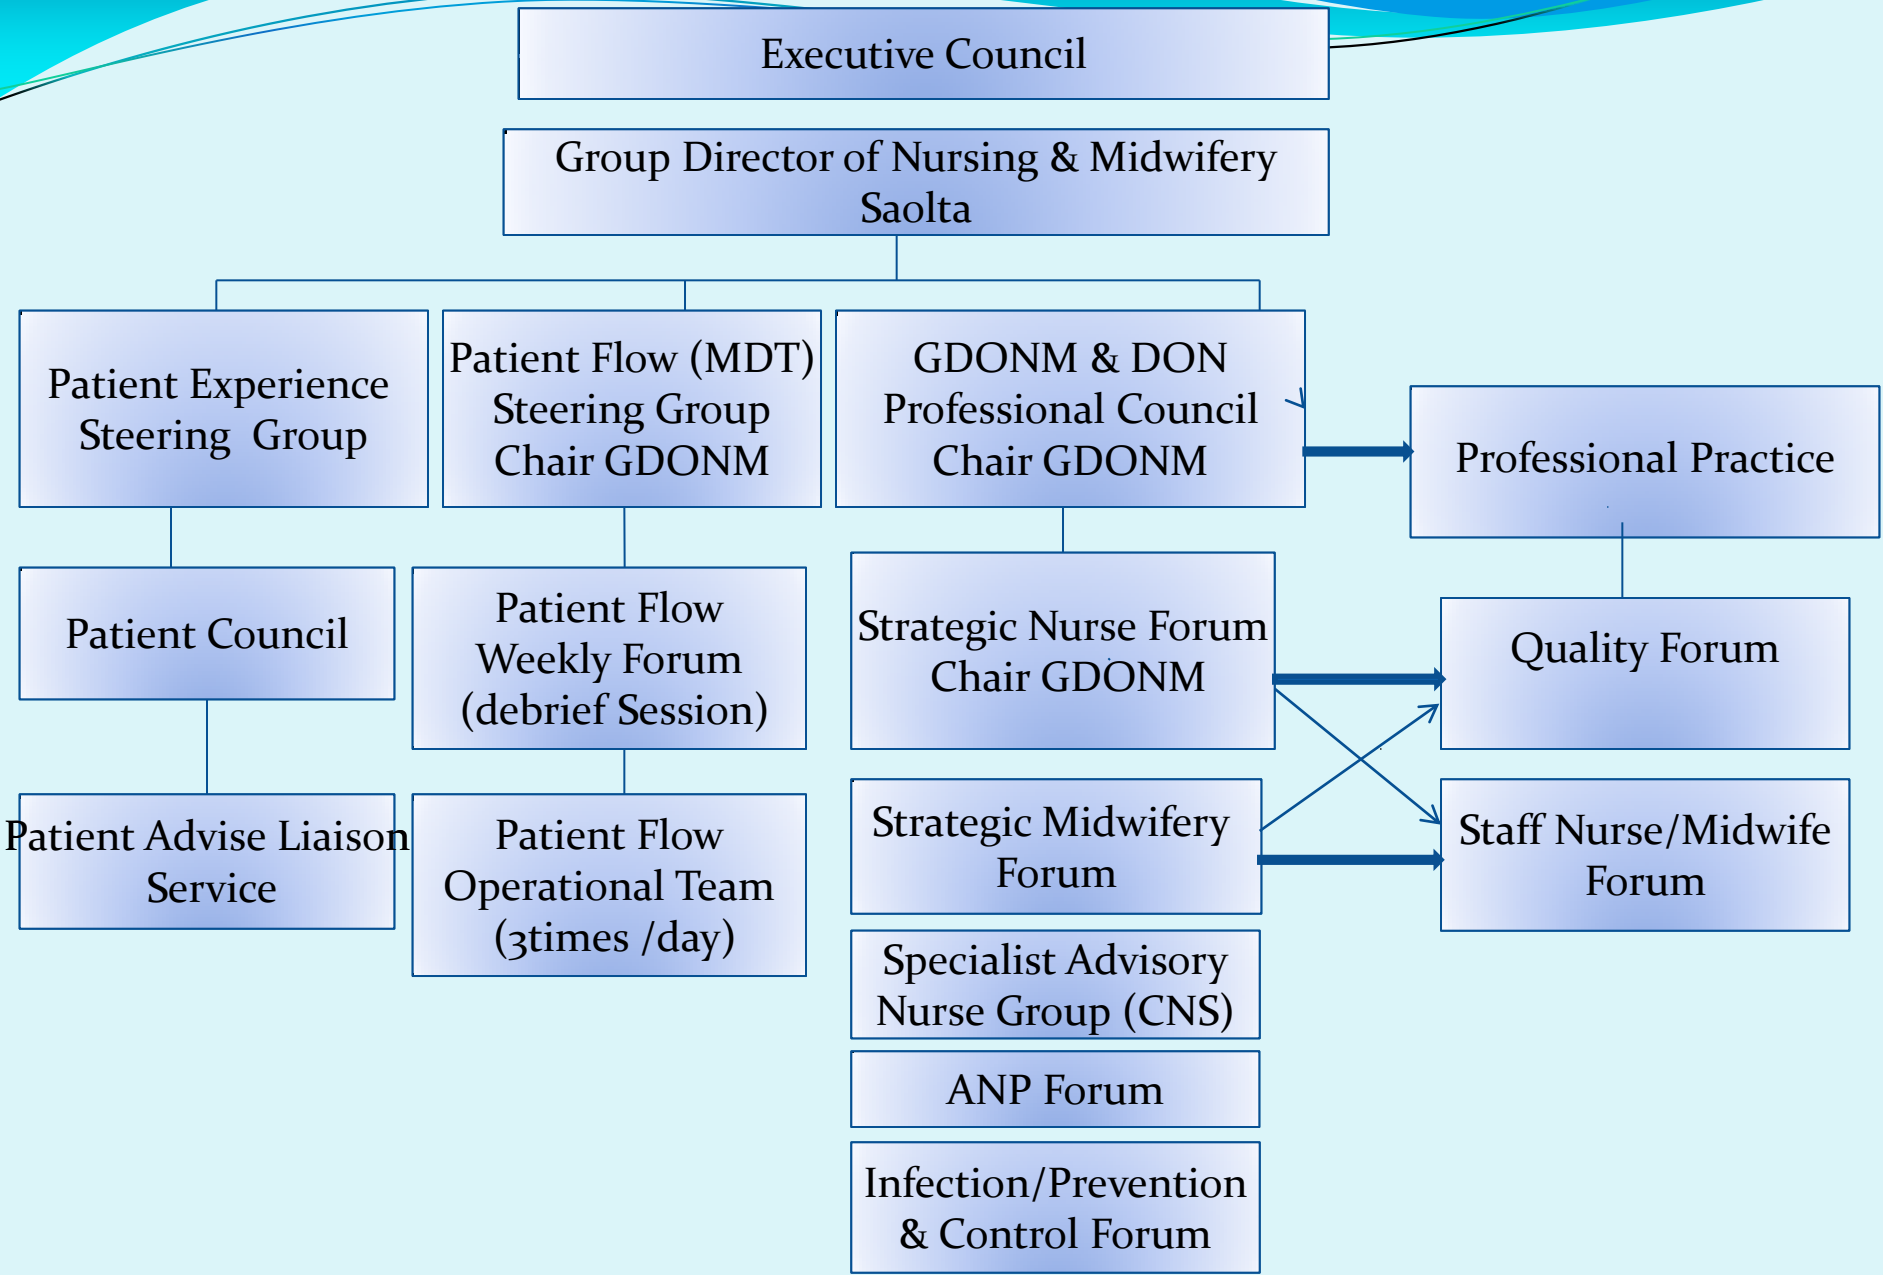 Executive Council
Group Director of Nursing & Midwifery
Saolta
Patient Experience
Steering Group
Patient Flow (MDT)
Steering Group
Chair GDONM
GDONM & DON
Professional Council
Chair GDONM
Professional Practice
Patient Council
Patient Flow
Weekly Forum
(debrief Session)
Strategic Nurse Forum
Chair GDONM
Quality Forum
Patient Advise Liaison
Service
Patient Flow
Operational Team
(3times /day)
Strategic Midwifery
Forum
Staff Nurse/Midwife
Forum
Specialist Advisory
Nurse Group (CNS)
ANP Forum
Infection/Prevention
& Control Forum